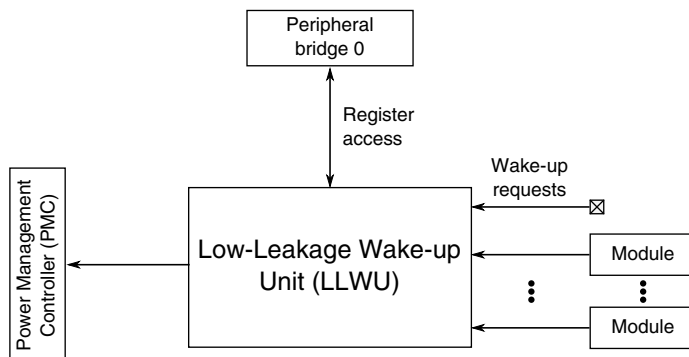 Peripheral
bridge 0
Register
access
Wake-up
requests
Power Management
Controller (PMC)
Low-Leakage Wake-up
Unit (LLWU)
Module
Module